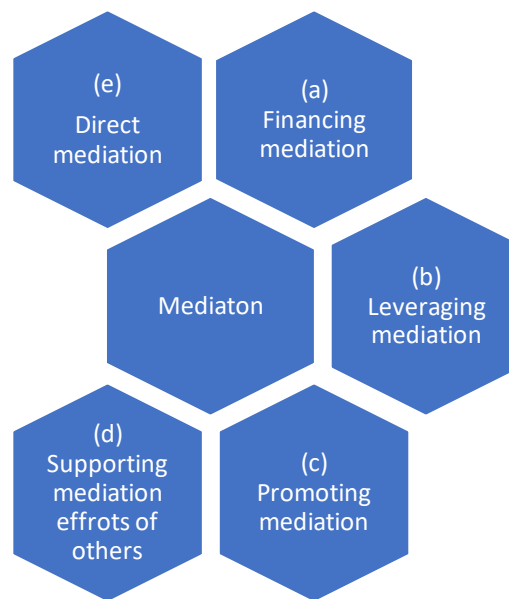 (e)
Direct
mediation
(a)
Financing
mediation
Mediaton
(b)
Leveraging
mediation
(d)
Supporting
mediation
effrots of
others
(c)
Promoting
mediation